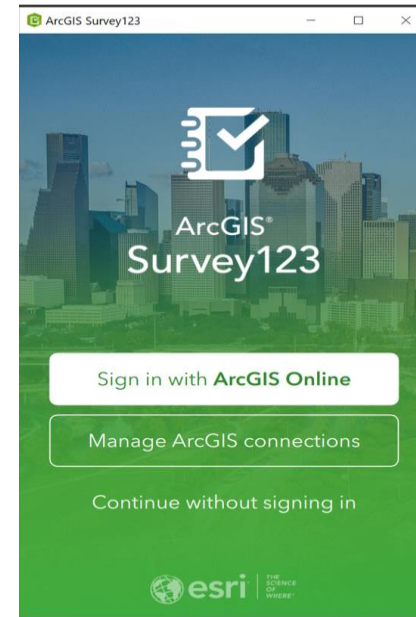 ArcGIS Survey123
ArcGIS®
Survey123
Sign in with ArcGIS Online
Manage ArcGIS connections
Continue without signing in
esri
THE
SCIENCE
OF
WHERE™